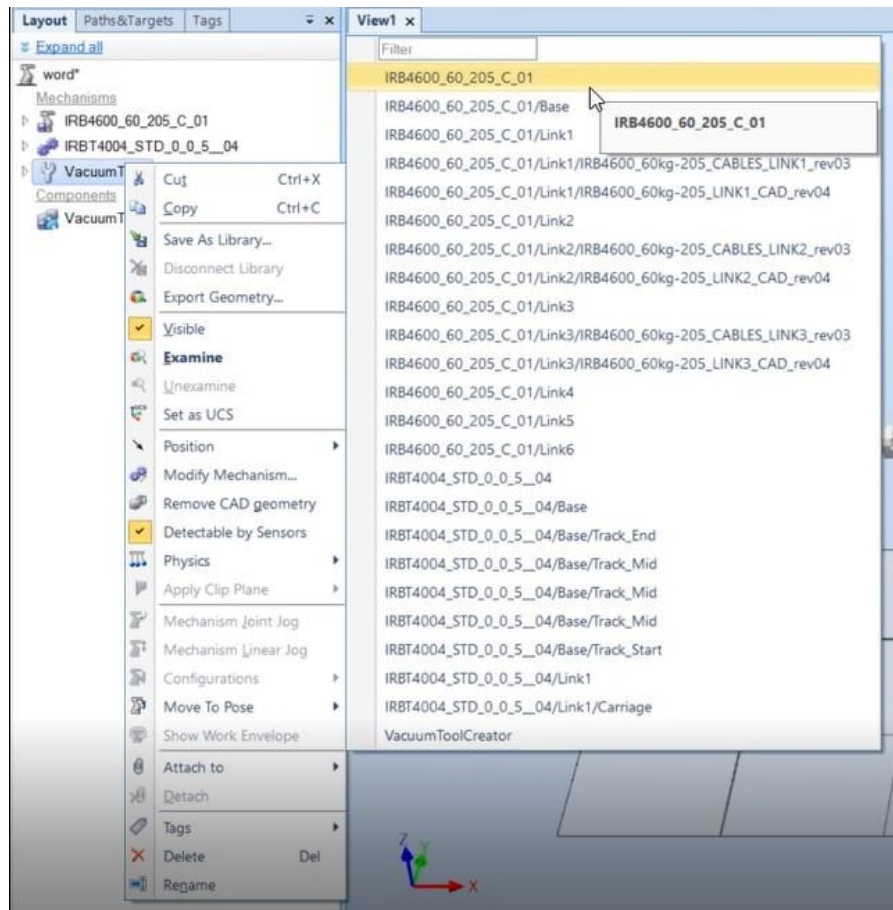 Layout Paths&Targets Tags
Expand all
word*
Mechanisms
IRB4600_60_205_C_01
IRBT4004_STD_0_0_5__04
VacuumT
Components
VacuumT
Cut Ctrl+X
Copy Ctrl+C
Save As Library...
Disconnect Library
Export Geometry...
Visible
Examine
Unexamine
Set as UCS
Position
Modify Mechanism...
Remove CAD geometry
Detectable by Sensors
Physics
Apply Clip Plane
Mechanism Joint Jog
Mechanism Linear Jog
Configurations
Move To Pose
Show Work Envelope
Attach to
Detach
Tags
Delete Del
Rename
View1
Filter
IRB4600_60_205_C_01
IRB4600_60_205_C_01/Base
IRB4600_60_205_C_01
IRB4600_60_205_C_01/Link1
IRB4600_60_205_C_01/Link1/IRB4600_60kg-205_CABLES_LINK1_rev03
IRB4600_60_205_C_01/Link1/IRB4600_60kg-205_LINK1_CAD_rev04
IRB4600_60_205_C_01/Link2
IRB4600_60_205_C_01/Link2/IRB4600_60kg-205_CABLES_LINK2_rev03
IRB4600_60_205_C_01/Link2/IRB4600_60kg-205_LINK2_CAD_rev04
IRB4600_60_205_C_01/Link3
IRB4600_60_205_C_01/Link3/IRB4600_60kg-205_CABLES_LINK3_rev03
IRB4600_60_205_C_01/Link3/IRB4600_60kg-205_LINK3_CAD_rev04
IRB4600_60_205_C_01/Link4
IRB4600_60_205_C_01/Link5
IRB4600_60_205_C_01/Link6
IRBT4004_STD_0_0_5__04
IRBT4004_STD_0_0_5__04/Base
IRBT4004_STD_0_0_5__04/Base/Track_End
IRBT4004_STD_0_0_5__04/Base/Track_Mid
IRBT4004_STD_0_0_5__04/Base/Track_Mid
IRBT4004_STD_0_0_5__04/Base/Track_Mid
IRBT4004_STD_0_0_5__04/Base/Track_Start
IRBT4004_STD_0_0_5__04/Link1
IRBT4004_STD_0_0_5__04/Link1/Carriage
VacuumToolCreator
Z Y
X